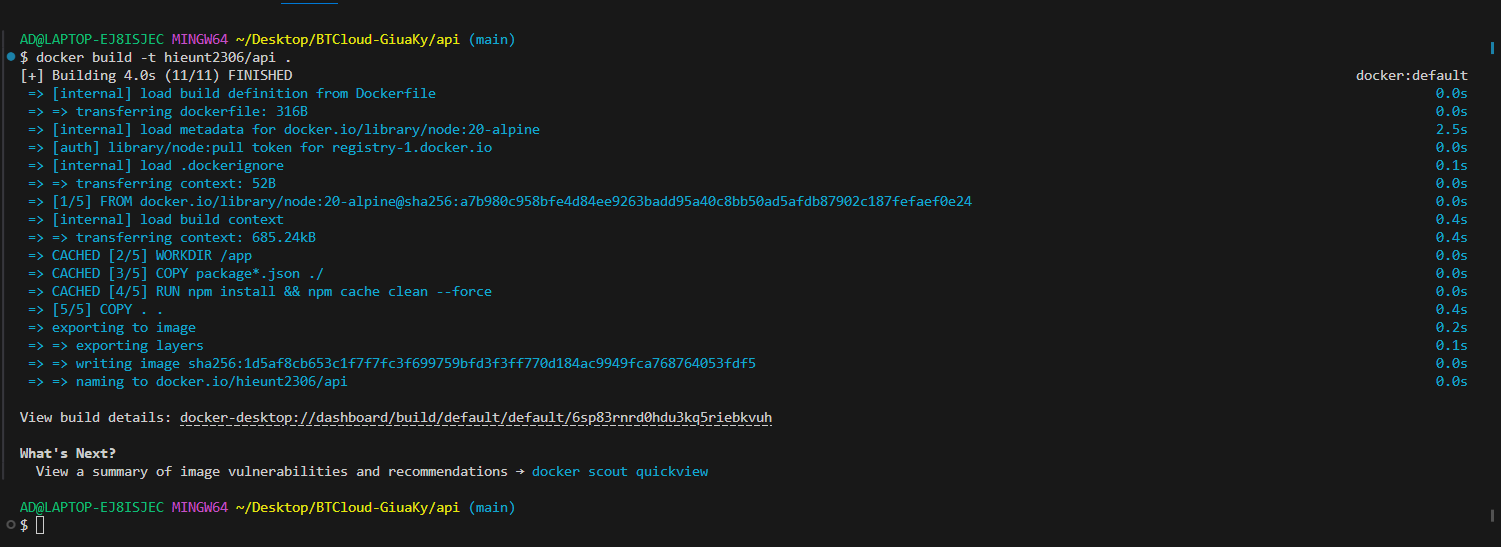 AD@LAPTOP-EJ8ISJEC MINGW64 ~/Desktop/BTCloud-GiuaKy/api (main)
$ docker build -t hieunt2306/api .
[+] Building 4.0s (11/11) FINISHED docker:default
=> [internal] load build definition from Dockerfile 0.0s
=> => transferring dockerfile: 316B 0.0s
=> [internal] load metadata for docker.io/library/node:20-alpine 2.5s
=> [auth] library/node:pull token for registry-1.docker.io 0.0s
=> [internal] load .dockerignore 0.1s
=> => transferring context: 52B 0.0s
=> [1/5] FROM docker.io/library/node:20-alpine@sha256:a7b980c958bfe4d84ee9263badd95a40c8bb50ad5afdb87902c187fefaef0e24 0.0s
=> [internal] load build context 0.4s
=> => transferring context: 685.24kB 0.4s
=> CACHED [2/5] WORKDIR /app 0.0s
=> CACHED [3/5] COPY package*.json ./ 0.0s
=> CACHED [4/5] RUN npm install && npm cache clean --force 0.0s
=> [5/5] COPY . . 0.4s
=> exporting to image 0.2s
=> => exporting layers 0.1s
=> => writing image sha256:1d5af8cb653c1f7f7fc3f699759bfd3f3ff770d184ac9949fca768764053fdf5 0.0s
=> => naming to docker.io/hieunt2306/api 0.0s
View build details: docker-desktop://dashboard/build/default/default/6sp83rnrd0hdu3kq5riebkvuh
What's Next?
View a summary of image vulnerabilities and recommendations → docker scout quickview
AD@LAPTOP-EJ8ISJEC MINGW64 ~/Desktop/BTCloud-GiuaKy/api (main)
$